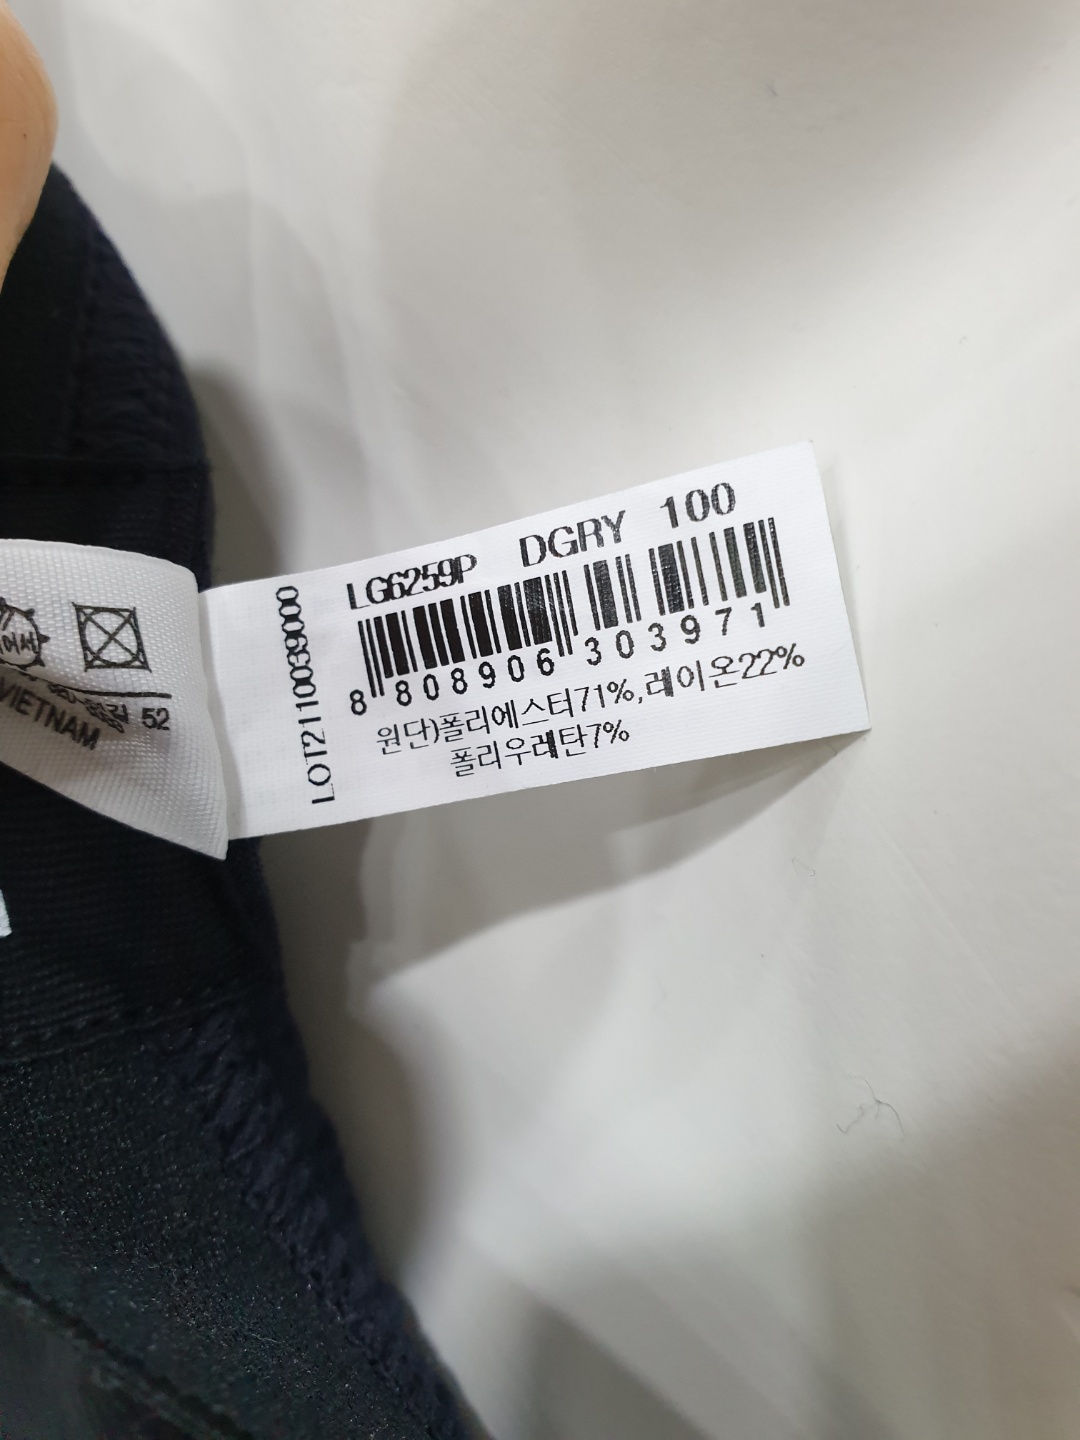 LG6259P DGRY 100
8 808906 303971
원단)폴리에스터71%,레이온22%
폴리우레탄7%
LOT2110039000
52
VIETNAM